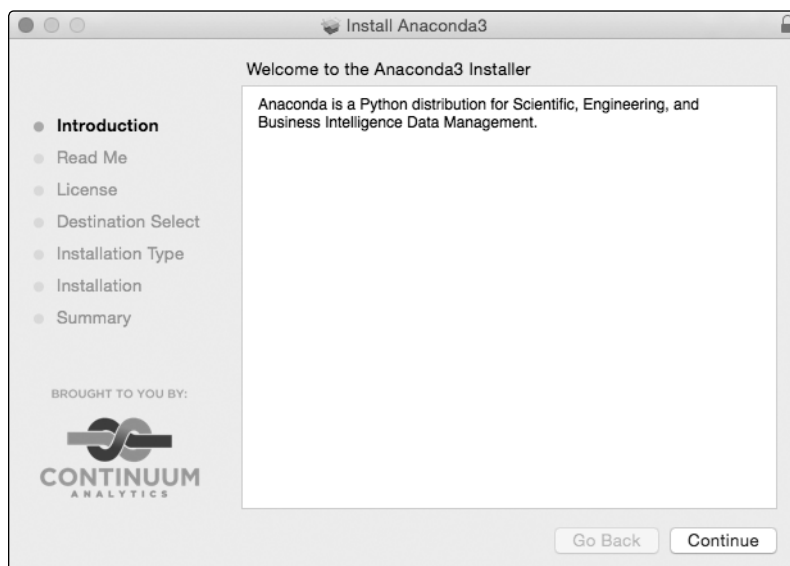 Install Anaconda3
Welcome to the Anaconda3 Installer
Introduction
Read Me
License
Destination Select
Installation Type
Installation
Summary
BROUGHT TO YOU BY:
CONTINUUM
ANALYTICS
Anaconda is a Python distribution for Scientific, Engineering, and
Business Intelligence Data Management.
Go Back
Continue